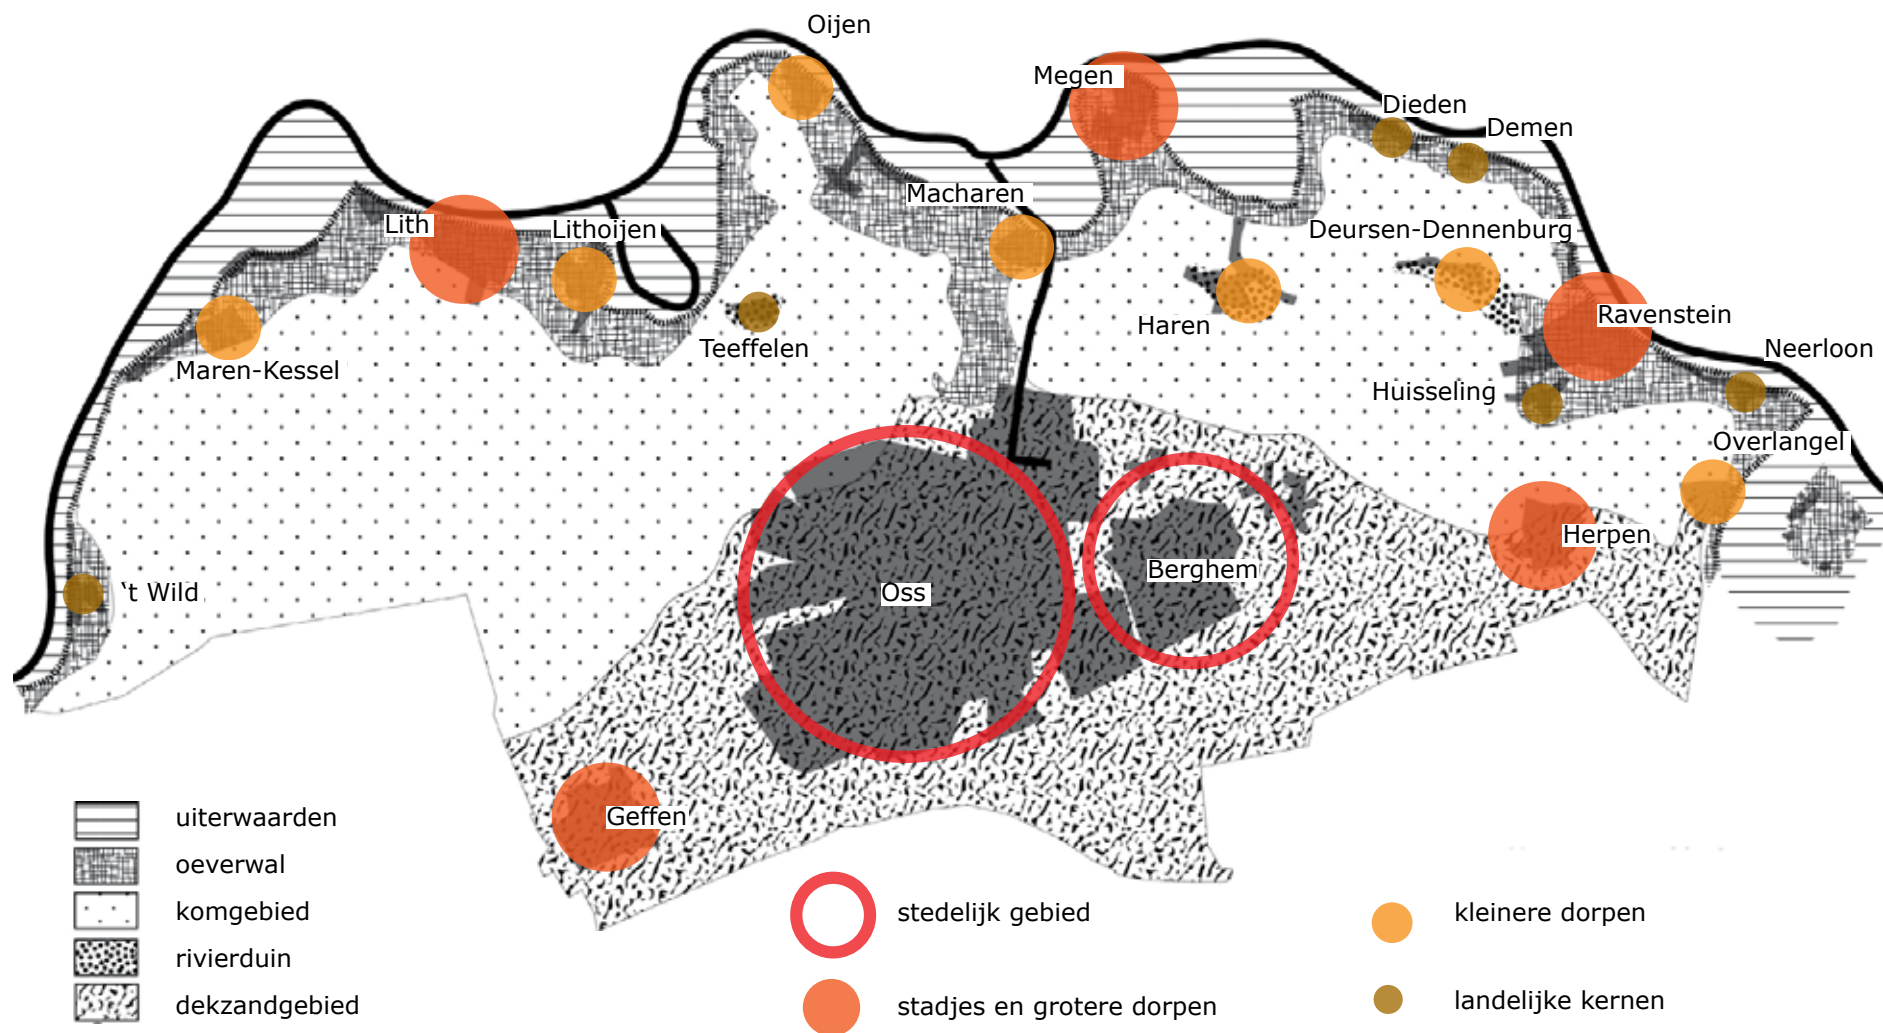 Oijen
Megen
Dieden
Demen
Macharen
Lith
Lithoijen
Deursen-Dennenburg
Haren
Ravenstein
Teeffelen
Neerloon
Maren-Kessel
Huisseling
Overlangel
Herpen
Berghem
't Wild
Oss
Geffen
uiterwaarden
oeverwal
komgebied
rivierduin
dekzandgebied
stedelijk gebied
stadjes en grotere dorpen
kleinere dorpen
landelijke kernen